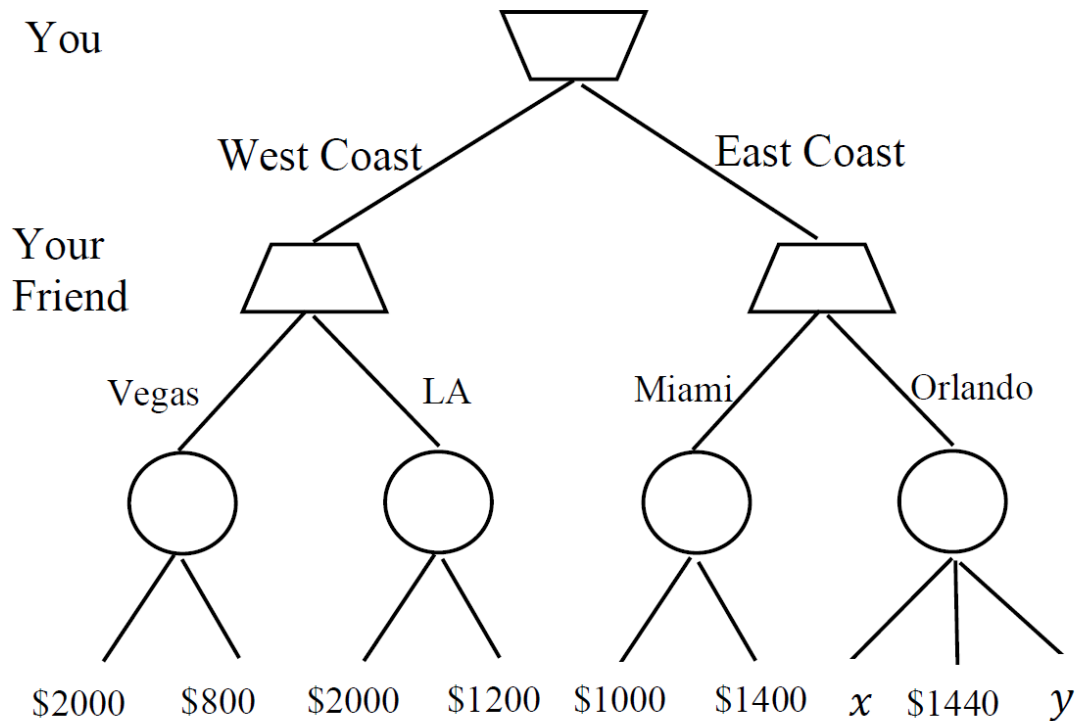 You
West Coast
East Coast
Your
Friend
Vegas
LA
Miami
Orlando
$2000 $800 $2000 $1200 $1000 $1400 x $1440 y